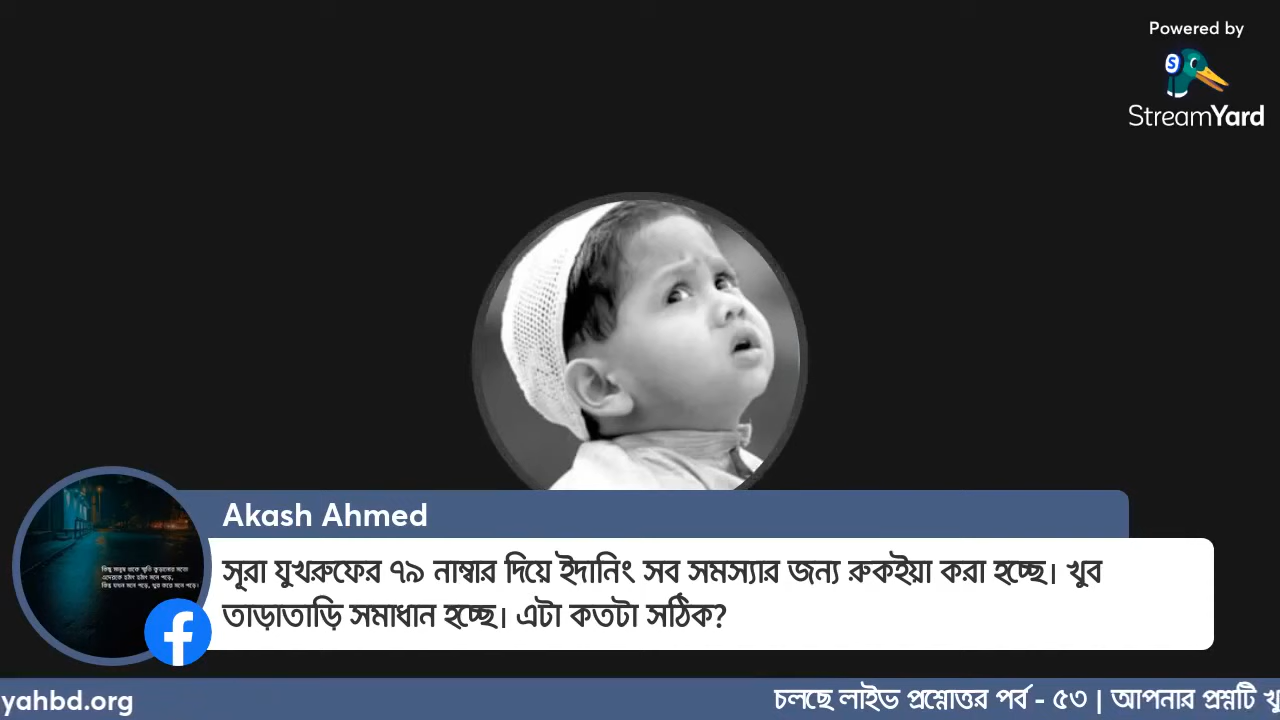 Powered by
StreamYard
Akash Ahmed
সূরা যুখরুফের ৭৯ নাম্বার দিয়ে ইদানিং সব সমস্যার জন্য রুকইয়া করা হচ্ছে। খুব
তাড়াতাড়ি সমাধান হচ্ছে। এটা কতটা সঠিক?
yahbd.org
চলছে লাইভ প্রশ্নোত্তর পর্ব - ৫৩ | আপনার প্রশ্নটি